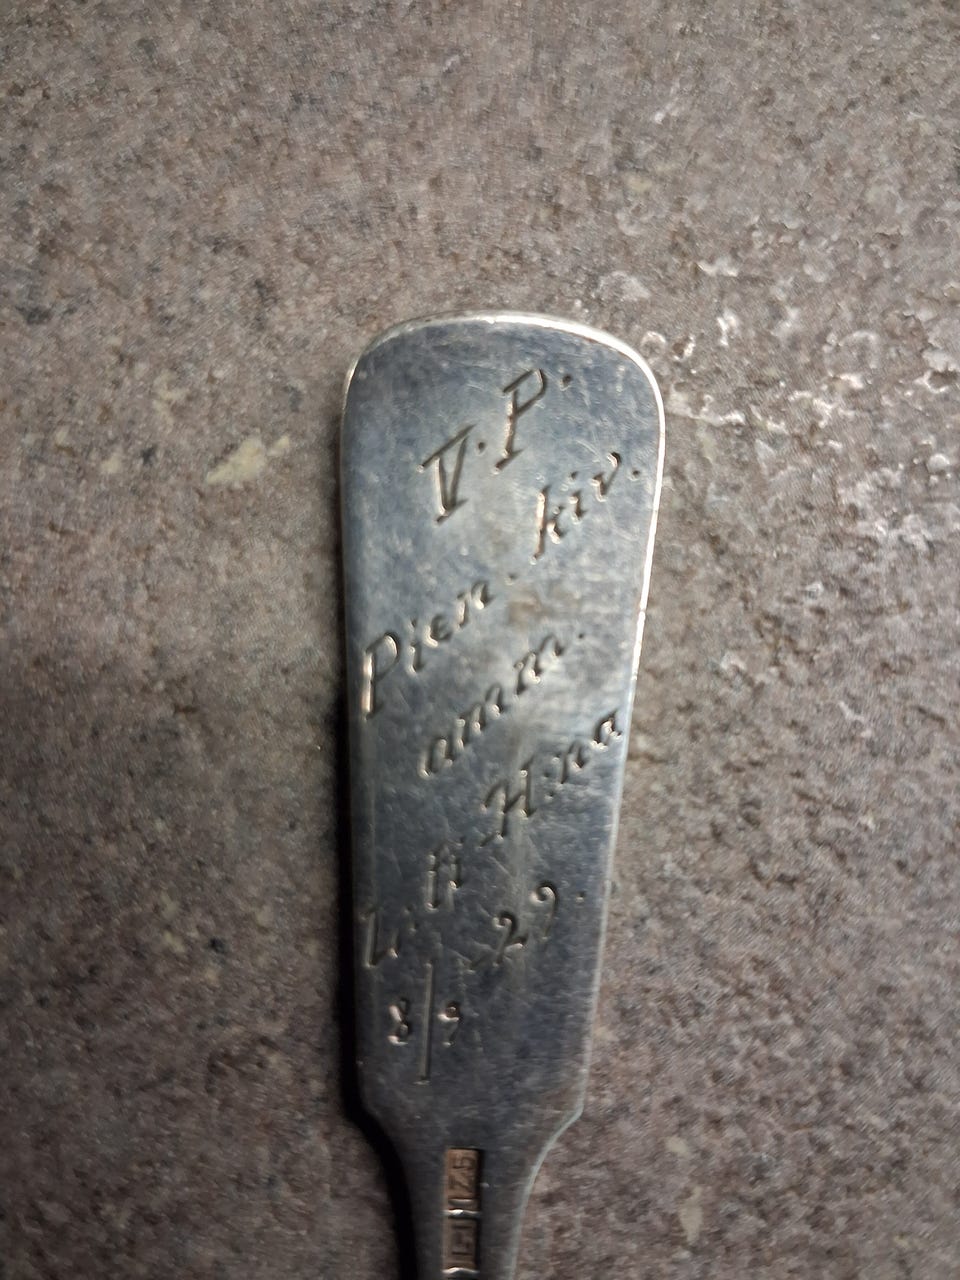 V. P.
Pien. kiv.
amm.
H:na
8/9 -29.